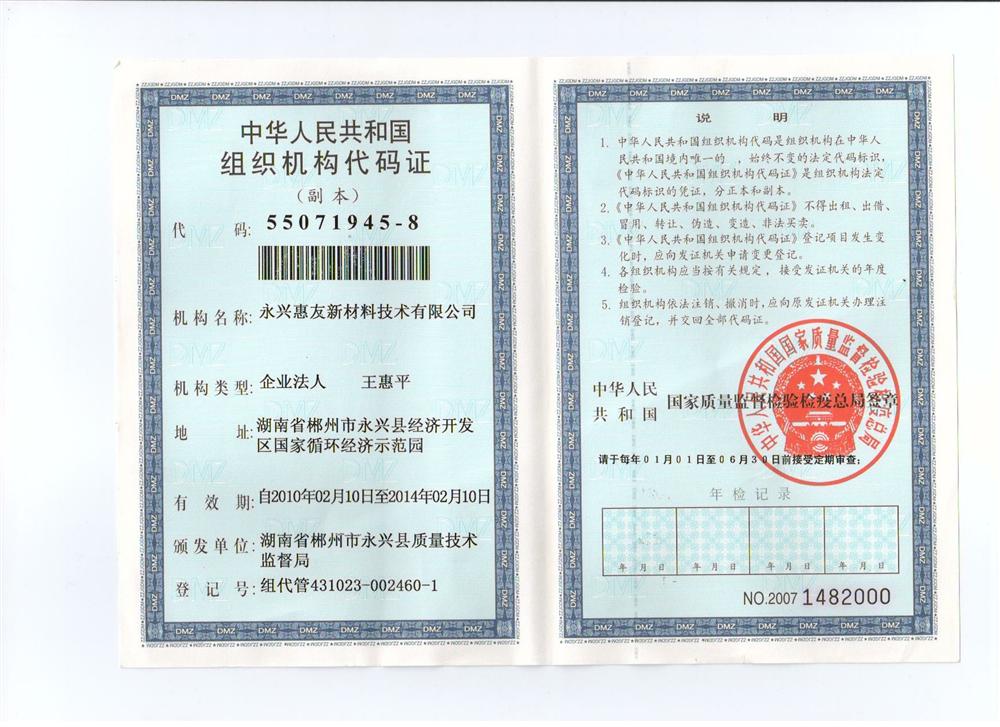 中华人民共和国
组织机构代码证
（副本）
代 码: 55071945-8
机构名称: 永兴惠友新材料技术有限公司
机构类型: 企业法人 王惠平
地 址: 湖南省郴州市永兴县经济开发
区国家循环经济示范园
有 效 期: 自2010年02月10日至2014年02月10日
颁发单位: 湖南省郴州市永兴县质量技术
监督局
登 记 号: 组代管431023-002460-1
说 明
1. 中华人民共和国组织机构代码是组织机构在中华人
民共和国境内唯一的 ，始终不变的法定代码标识，
《中华人民共和国组织机构代码证》是组织机构法定
代码标识的凭证，分正本和副本。
2.《中华人民共和国组织机构代码证》不得出租、出借、
冒用、转让、伪造、变造、非法买卖。
3.《中华人民共和国组织机构代码证》登记项目发生变
化时，应向发证机关申请变更登记。
4. 各组织机构应当按有关规定，接受发证机关的年度
检验。
5. 组织机构依法注销、撤消时，应向原发证机关办理注
销登记，并交回全部代码证。
中华人民
共和国 国家质量监督检验检疫总局签章
中华人民共和国国家质量监督检验检疫总局
请于每年01月01日至06月30日前接受定期审查；
年检记录
年 月 日 年 月 日 年 月 日 年 月 日
NO.2007 1482000